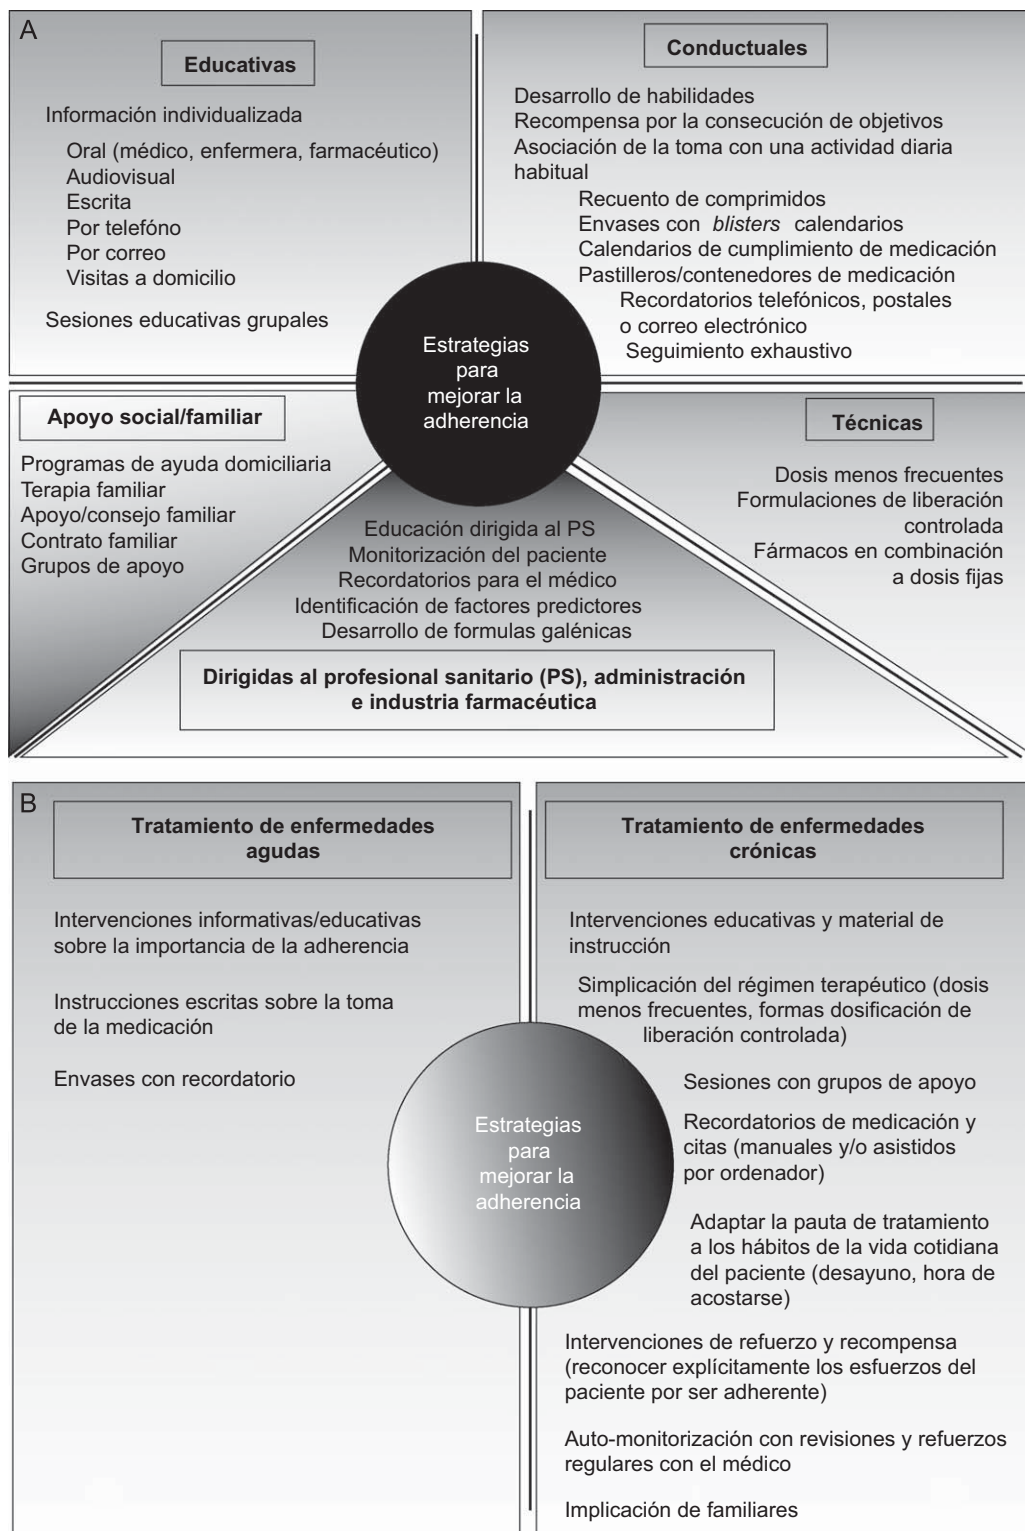 A
Educativas
Información individualizada
Oral (médico, enfermera, farmacéutico)
Audiovisual
Escrita
Por telefóno
Por correo
Visitas a domicilio
Sesiones educativas grupales
Conductuales
Desarrollo de habilidades
Recompensa por la consecución de objetivos
Asociación de la toma con una actividad diaria
habitual
Recuento de comprimidos
Envases con blisters calendarios
Calendarios de cumplimiento de medicación
Pastilleros/contenedores de medicación
Recordatorios telefónicos, postales
o correo electrónico
Seguimiento exhaustivo
Estrategias
para
mejorar la
adherencia
Apoyo social/familiar
Programas de ayuda domiciliaria
Terapia familiar
Apoyo/consejo familiar
Contrato familiar
Grupos de apoyo
Técnicas
Dosis menos frecuentes
Formulaciones de liberación
controlada
Fármacos en combinación
a dosis fijas
Educación dirigida al PS
Monitorización del paciente
Recordatorios para el médico
Identificación de factores predictores
Desarrollo de formulas galénicas
Dirigidas al profesional sanitario (PS), administración
e industria farmacéutica
B
Tratamiento de enfermedades
agudas
Intervenciones informativas/educativas
sobre la importancia de la adherencia
Instrucciones escritas sobre la toma
de la medicación
Envases con recordatorio
Estrategias
para
mejorar la
adherencia
Tratamiento de enfermedades
crónicas
Intervenciones educativas y material de
instrucción
Simplicación del régimen terapéutico (dosis
menos frecuentes, formas dosificación de
liberación controlada)
Sesiones con grupos de apoyo
Recordatorios de medicación y
citas (manuales y/o asistidos
por ordenador)
Adaptar la pauta de tratamiento
a los hábitos de la vida cotidiana
del paciente (desayuno, hora de
acostarse)
Intervenciones de refuerzo y recompensa
(reconocer explícitamente los esfuerzos del
paciente por ser adherente)
Auto-monitorización con revisiones y refuerzos
regulares con el médico
Implicación de familiares